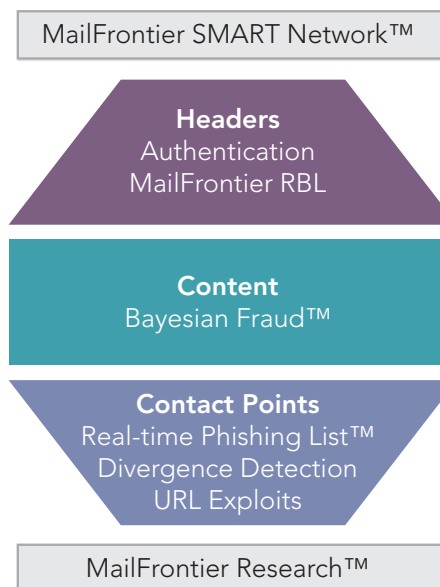 MailFrontier SMART Network™
Headers
Authentication
MailFrontier RBL
Content
Bayesian Fraud™
Contact Points
Real-time Phishing List™
Divergence Detection
URL Exploits
MailFrontier Research™